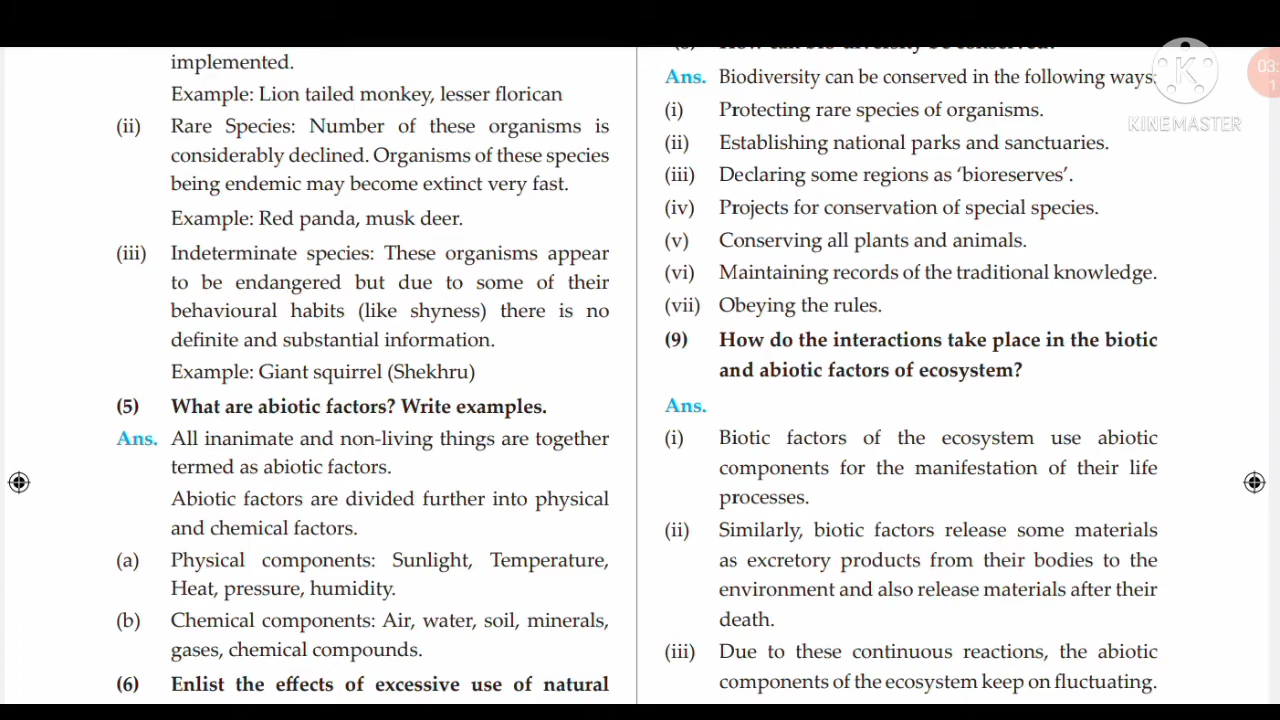 implemented.
Example: Lion tailed monkey, lesser florican
(ii) Rare Species: Number of these organisms is
considerably declined. Organisms of these species
being endemic may become extinct very fast.
Example: Red panda, musk deer.
(iii) Indeterminate species: These organisms appear
to be endangered but due to some of their
behavioural habits (like shyness) there is no
definite and substantial information.
Example: Giant squirrel (Shekhru)
(5) What are abiotic factors? Write examples.
Ans. All inanimate and non-living things are together
termed as abiotic factors.
Abiotic factors are divided further into physical
and chemical factors.
(a) Physical components: Sunlight, Temperature,
Heat, pressure, humidity.
(b) Chemical components: Air, water, soil, minerals,
gases, chemical compounds.
(6) Enlist the effects of excessive use of natural
How can bio-diversity be conserved?
Ans. Biodiversity can be conserved in the following ways:
(i) Protecting rare species of organisms.
(ii) Establishing national parks and sanctuaries.
(iii) Declaring some regions as ‘bioreserves’.
(iv) Projects for conservation of special species.
(v) Conserving all plants and animals.
(vi) Maintaining records of the traditional knowledge.
(vii) Obeying the rules.
(9) How do the interactions take place in the biotic
and abiotic factors of ecosystem?
Ans.
(i) Biotic factors of the ecosystem use abiotic
components for the manifestation of their life
processes.
(ii) Similarly, biotic factors release some materials
as excretory products from their bodies to the
environment and also release materials after their
death.
(iii) Due to these continuous reactions, the abiotic
components of the ecosystem keep on fluctuating.
K
KINEMASTER
03:
1